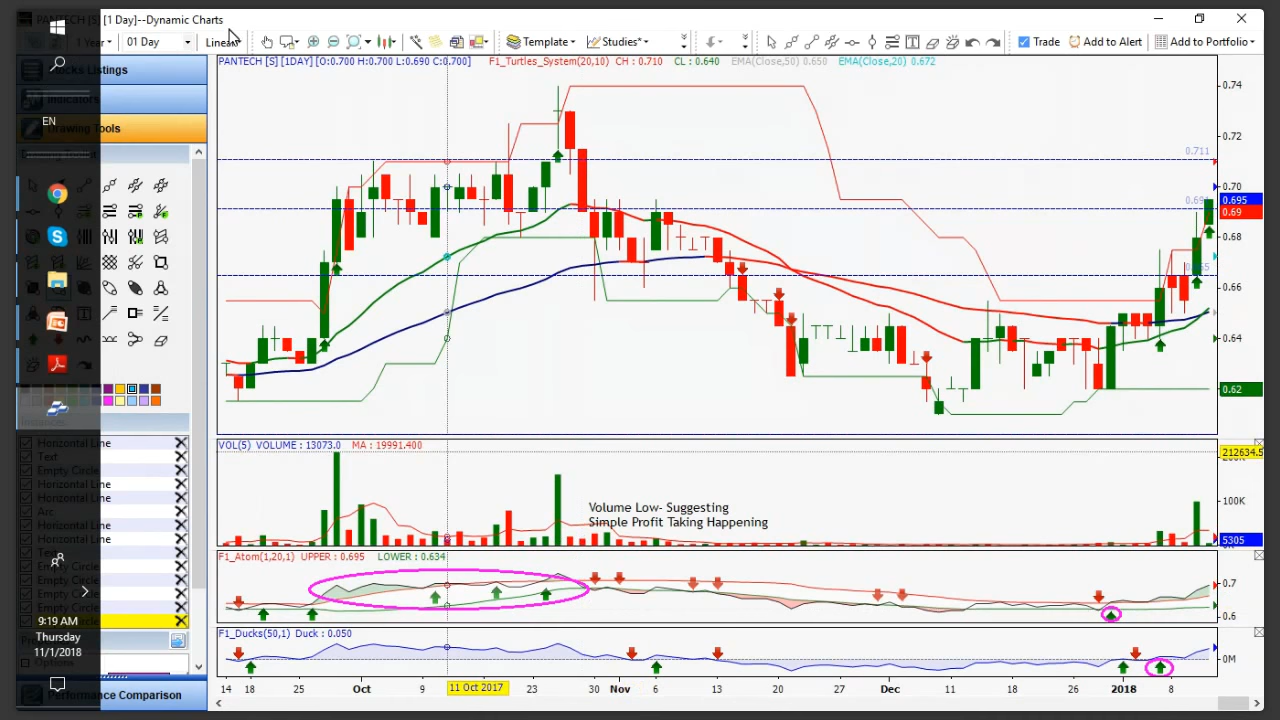 PANTECH [S] [1 Day]--Dynamic Charts
1 Year
01 Day
Linear
Template
Studies*
Trade
Add to Alert
Add to Portfolio
Stocks Listings
Indicators
Drawing Tools
EN
PANTECH [S] [1DAY] [O:0.700 H:0.700 L:0.690 C:0.700]
F1_Turtles_System(20,10) CH : 0.710 CL : 0.640
EMA(Close,50) 0.650
EMA(Close,20) 0.672
0.74
0.72
0.711
0.70
0.695
0.69
0.68
0.66
0.64
0.62
VOL(5) VOLUME : 13073.0 MA : 19991.400
212634.5
Volume Low- Suggesting
Simple Profit Taking Happening
100K
5305
F1_Atom(1,20,1) UPPER : 0.695 LOWER : 0.634
0.7
0.6
F1_Ducks(50,1) Duck : 0.050
0M
14 18 25 Oct 9 11 Oct 2017 30 Nov 6 13 20 27 Dec 11 18 26 2018 8
Horizontal Line
Text
Empty Circle
Horizontal Line
Horizontal Line
Arc
Horizontal Line
Horizontal Line
Empty Circle
Empty Circle
Empty Circle
9:19 AM
Thursday
11/1/2018
Options
Performance Comparison